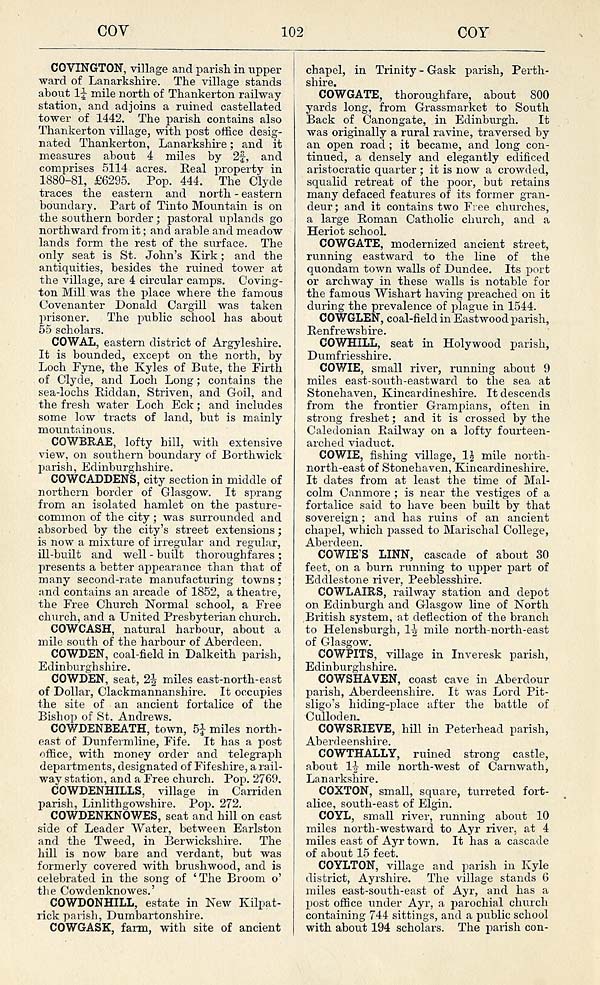 COV
102
COY
COVINGTON, village and parish in upper
ward of Lanarkshire. The village stands
about 1¼ mile north of Thankerton railway
station, and adjoins a ruined castellated
tower of 1442. The parish contains also
Thankerton village, with post office desig-
nated Thankerton, Lanarkshire; and it
measures about 4 miles by 2¾, and
comprises 5114 acres. Real property in
1880-81, £6295. Pop. 444. The Clyde
traces the eastern and north-eastern
boundary. Part of Tinto Mountain is on
the southern border; pastoral uplands go
northward from it; and arable and meadow
lands form the rest of the surface. The
only seat is St. John's Kirk; and the
antiquities, besides the ruined tower at
the village, are 4 circular camps. Coving-
ton Mill was the place where the famous
Covenanter Donald Cargill was taken
prisoner. The public school has about
55 scholars.
COWAL, eastern district of Argyleshire.
It is bounded, except on the north, by
Loch Fyne, the Kyles of Bute, the Firth
of Clyde, and Loch Long; contains the
sea-lochs Riddan, Striven, and Goil, and
the fresh water Loch Eck; and includes
some low tracts of land, but is mainly
mountainous.
COWBRAE, lofty hill, with extensive
view, on southern boundary of Borthwick
parish, Edinburghshire.
COWCADDENS, city section in middle of
northern border of Glasgow. It sprang
from an isolated hamlet on the pasture-
common of the city; was surrounded and
absorbed by the city's street extensions;
is now a mixture of irregular and regular,
ill-built and well-built thoroughfares;
presents a better appearance than that of
many second-rate manufacturing towns;
and contains an arcade of 1852, a theatre,
the Free Church Normal school, a Free
church, and a United Presbyterian church.
COWCASH, natural harbour, about a
mile south of the harbour of Aberdeen.
COWDEN, coal-field in Dalkeith parish,
Edinburghshire.
COWDEN, seat, 2½ miles east-north-east
of Dollar, Clackmannanshire. It occupies
the site of an ancient fortalice of the
Bishop of St. Andrews.
COWDENBEATH, town, 5¼ miles north-
east of Dunfermline, Fife. It has a post
office, with money order and telegraph
departments, designated of Fifeshire, a rail-
way station, and a Free church. Pop. 2769.
COWDENHILLS, village in Carriden
parish, Linlithgowshire. Pop. 272.
COWDENKNOWES, seat and hill on east
side of Leader Water, between Earlston
and the Tweed, in Berwickshire. The
hill is now bare and verdant, but was
formerly covered with brushwood, and is
celebrated in the song of 'The Broom o'
the Cowdenknowes.'
COWDONHILL, estate in New Kilpat-
rick parish, Dumbartonshire.
COWGASK, farm, with site of ancient
chapel, in Trinity-Gask parish, Perth-
shire.
COWGATE, thoroughfare, about 800
yards long, from Grassmarket to South
Back of Canongate, in Edinburgh. It
was originally a rural ravine, traversed by
an open road; it became, and long con-
tinued, a densely and elegantly edificed
aristocratic quarter; it is now a crowded,
squalid retreat of the poor, but retains
many defaced features of its former gran-
deur; and it contains two Free churches,
a large Roman Catholic church, and a
Heriot school.
COWGATE, modernized ancient street,
running eastward to the line of the
quondam town walls of Dundee. Its port
or archway in these walls is notable for
the famous Wishart having preached on it
during the prevalence of plague in 1544.
COWGLEN, coal-field in Eastwood parish,
Renfrewshire.
COWHILL, seat in Holywood parish,
Dumfriesshire.
COWIE, small river, running about 9
miles east-south-eastward to the sea at
Stonehaven, Kincardineshire. It descends
from the frontier Grampians, often in
strong freshet; and it is crossed by the
Caledonian Railway on a lofty fourteen-
arched viaduct.
COWIE, fishing village, 1½ mile north-
north-east of Stonehaven, Kincardineshire.
It dates from at least the time of Mal-
colm Canmore; is near the vestiges of a
fortalice said to have been built by that
sovereign; and has ruins of an ancient
chapel, which passed to Marischal College,
Aberdeen.
COWIE'S LINN, cascade of about 30
feet, on a burn running to upper part of
Eddlestone river, Peeblesshire.
COWLAIRS, railway station and depot
on Edinburgh and Glasgow line of North
British system, at deflection of the branch
to Helensburgh, 1½ mile north-north-east
of Glasgow.
COWPITS, village in Inveresk parish,
Edinburghshire.
COWSHAVEN, coast cave in Aberdour
parish, Aberdeenshire. It was Lord Pit-
sligo's hiding-place after the battle of
Culloden.
COWSRIEVE, hill in Peterhead parish,
Aberdeenshire.
COWTHALLY, ruined strong castle,
about 1½ mile north-west of Carnwath,
Lanarkshire.
COXTON, small, square, turreted fort-
alice, south-east of Elgin.
COYL, small river, running about 10
miles north-westward to Ayr river, at 4
miles east of Ayr town. It has a cascade
of about 15 feet.
COYLTON, village and parish in Kyle
district, Ayrshire. The village stands 6
miles east-south-east of Ayr, and has a
post office under Ayr, a parochial church
containing 744 sittings, and a public school
with about 194 scholars. The parish con-